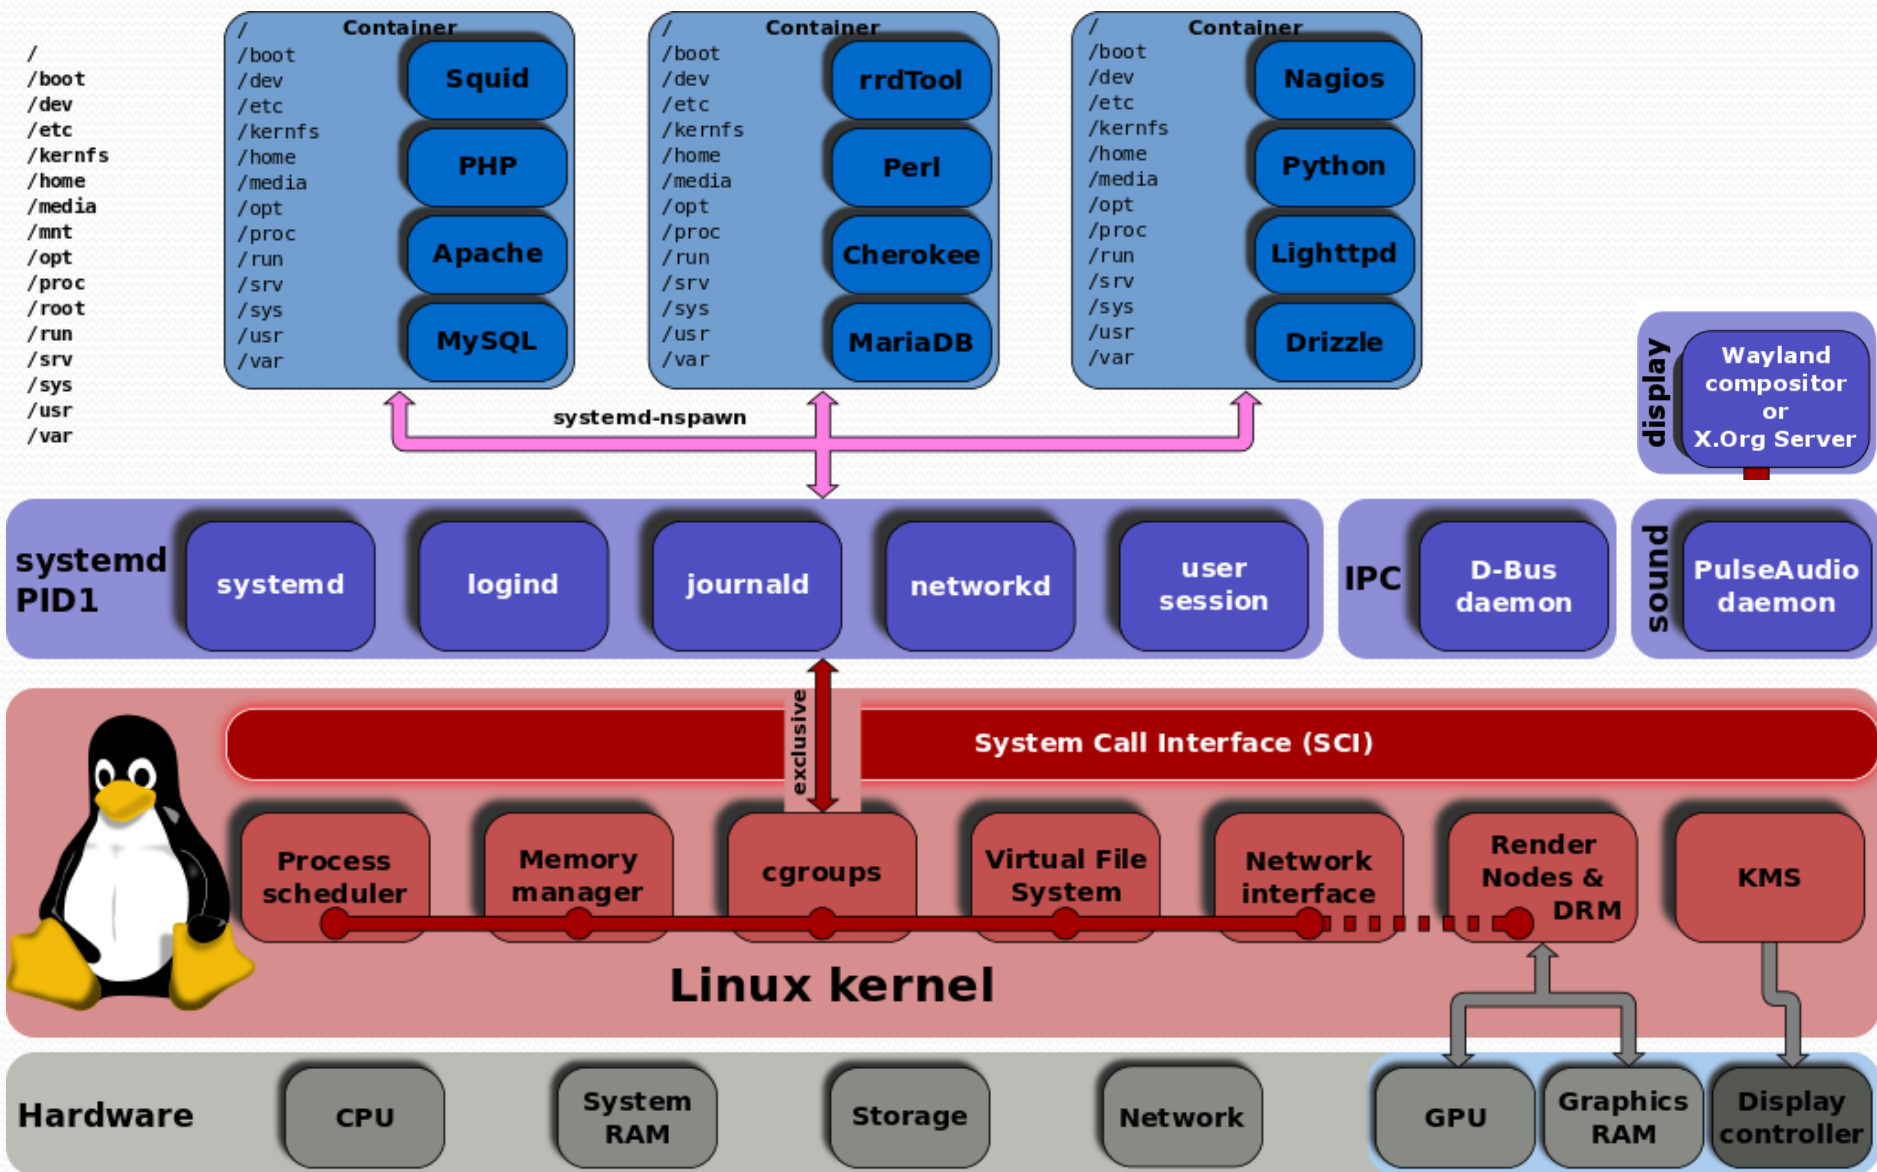 /
/boot
/dev
/etc
/kernfs
/home
/media
/mnt
/opt
/proc
/root
/run
/srv
/sys
/usr
/var
Container
/
/boot
/dev
/etc
/kernfs
/home
/media
/opt
/proc
/run
/srv
/sys
/usr
/var
Squid
PHP
Apache
MySQL
Container
/
/boot
/dev
/etc
/kernfs
/home
/media
/opt
/proc
/run
/srv
/sys
/usr
/var
rrdTool
Perl
Cherokee
MariaDB
Container
/
/boot
/dev
/etc
/kernfs
/home
/media
/opt
/proc
/run
/srv
/sys
/usr
/var
Nagios
Python
Lighttpd
Drizzle
systemd-nspawn
display
Wayland
compositor
or
X.Org Server
systemd
PID1
systemd
logind
journald
networkd
user
session
IPC
D-Bus
daemon
sound
PulseAudio
daemon
exclusive
System Call Interface (SCI)
Process
scheduler
Memory
manager
cgroups
Virtual File
System
Network
interface
Render
Nodes &
DRM
KMS
Linux kernel
Hardware
CPU
System
RAM
Storage
Network
GPU
Graphics
RAM
Display
controller